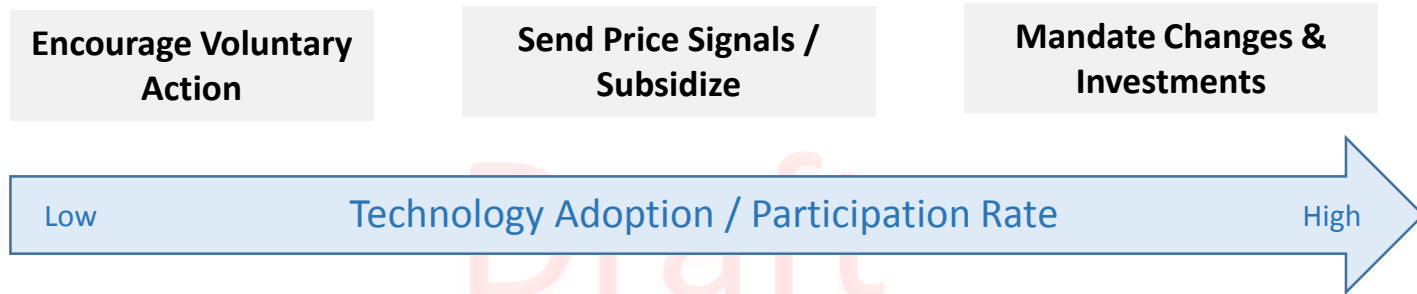 Encourage Voluntary
Action
Send Price Signals /
Subsidize
Mandate Changes &
Investments
Low
Technology Adoption / Participation Rate
High
Draft